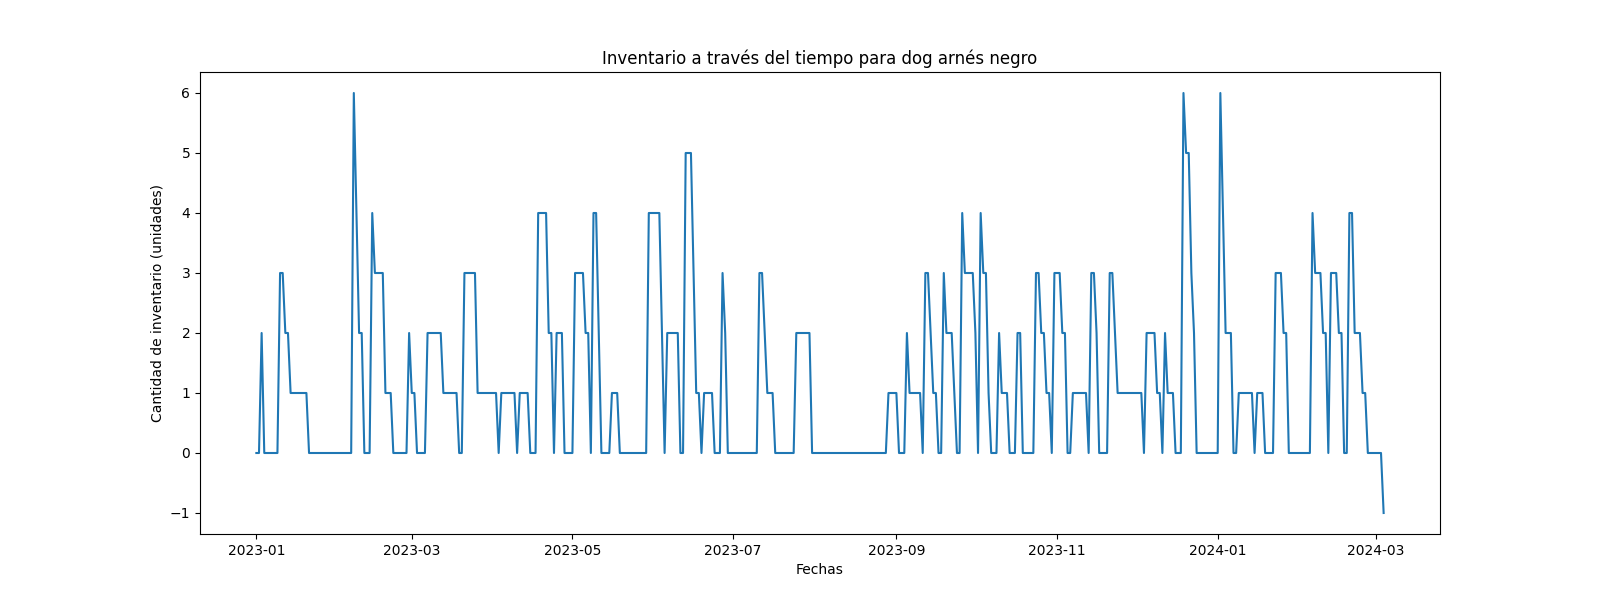 Inventario a través del tiempo para dog arnés negro
Cantidad de inventario (unidades)
6
5
4
3
2
1
0
−1
2023-01 2023-03 2023-05 2023-07 2023-09 2023-11 2024-01 2024-03
Fechas